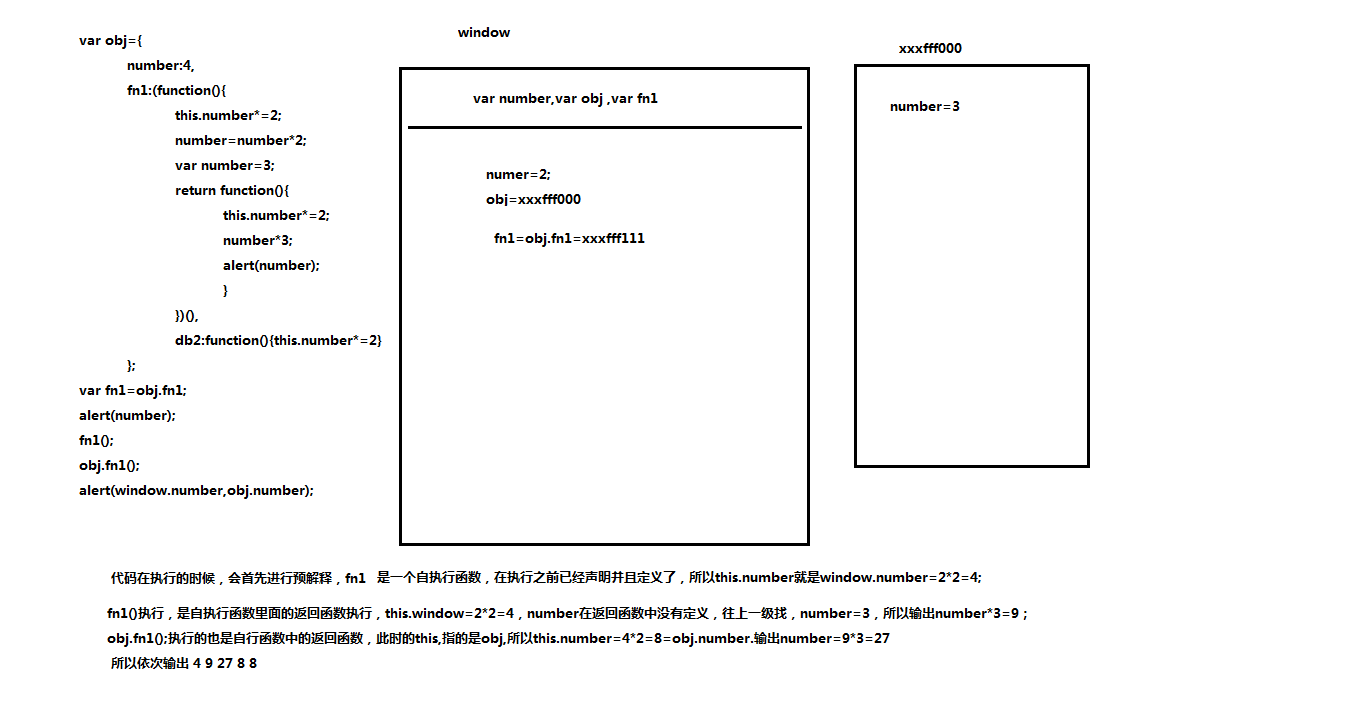 var obj={
number:4,
fn1:(function(){
this.number*=2;
number=number*2;
var number=3;
return function(){
this.number*=2;
number*3;
alert(number);
}
})(),
db2:function(){this.number*=2}
};
var fn1=obj.fn1;
alert(number);
fn1();
obj.fn1();
alert(window.number,obj.number);
window
var number,var obj ,var fn1
numer=2;
obj=xxxfff000
fn1=obj.fn1=xxxfff111
xxxfff000
number=3
代码在执行的时候，会首先进行预解释，fn1 是一个自执行函数，在执行之前已经声明并且定义了，所以this.number就是window.number=2*2=4;
fn1()执行，是自执行函数里面的返回函数执行，this.window=2*2=4，number在返回函数中没有定义，往上一级找，number=3，所以输出number*3=9；
obj.fn1();执行的也是自行函数中的返回函数，此时的this,指的是obj,所以this.number=4*2=8=obj.number.输出number=9*3=27
所以依次输出 4 9 27 8 8